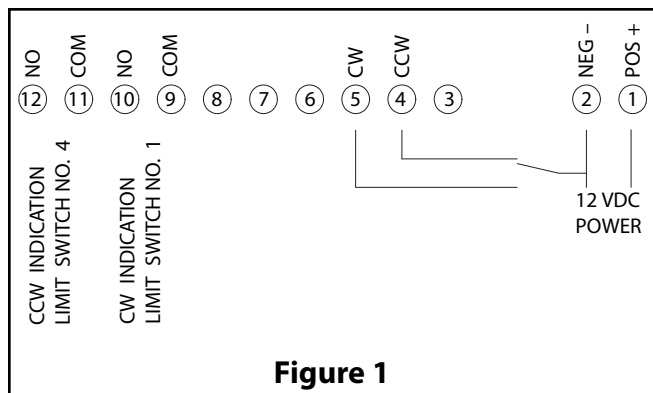 NO COM NO COM CW CCW NEG – POS +
12 11 10 9 8 7 6 5 4 3 2 1
CCW INDICATION
LIMIT SWITCH NO. 4
CW INDICATION
LIMIT SWITCH NO. 1
12 VDC
POWER
Figure 1